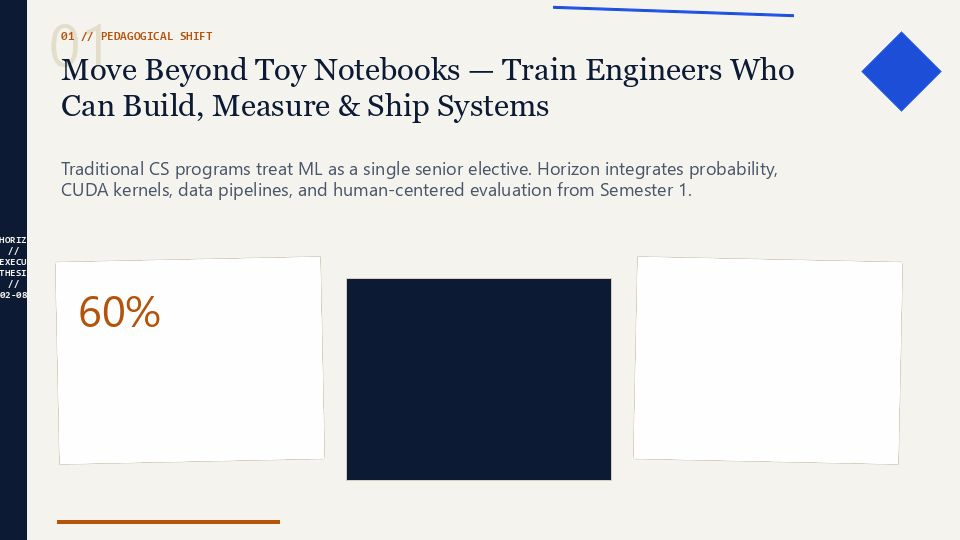 01
01 // PEDAGOGICAL SHIFT
Move Beyond Toy Notebooks — Train Engineers Who
Can Build, Measure & Ship Systems
Traditional CS programs treat ML as a single senior elective. Horizon integrates probability,
CUDA kernels, data pipelines, and human-centered evaluation from Semester 1.
HORIZ
//
EXECU
THESI
//
02-08
60%